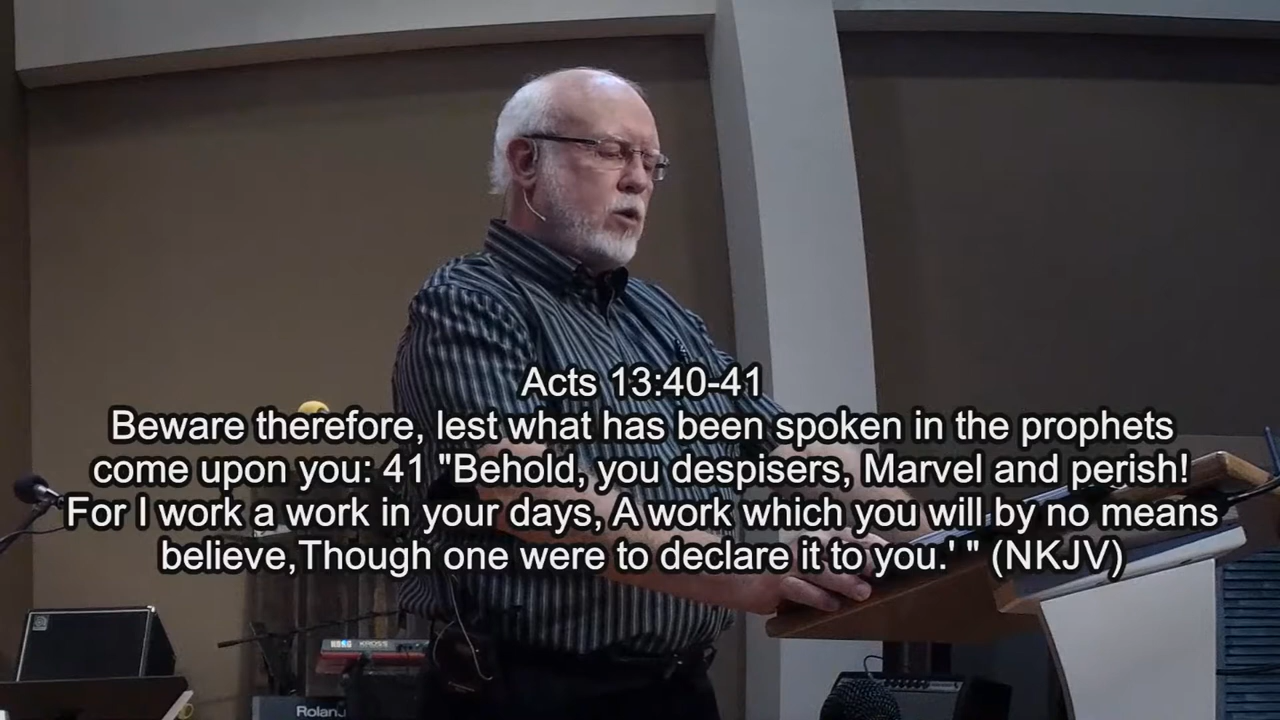 Acts 13:40-41
Beware therefore, lest what has been spoken in the prophets
come upon you: 41 "Behold, you despisers, Marvel and perish!
For I work a work in your days, A work which you will by no means
believe,Though one were to declare it to you.' " (NKJV)
KORG KROSS
Roland